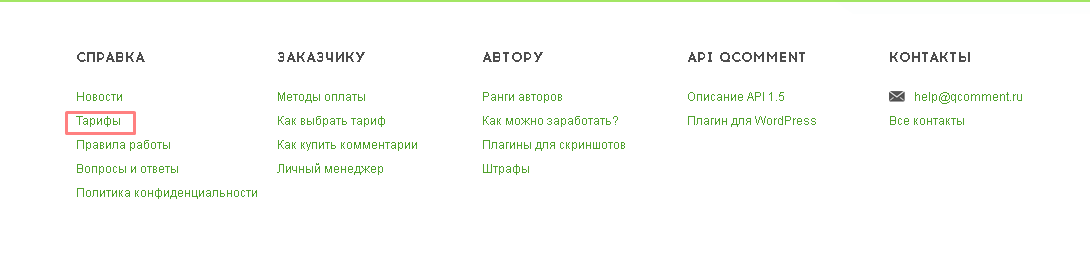 СПРАВКА
Новости
Тарифы
Правила работы
Вопросы и ответы
Политика конфиденциальности
ЗАКАЗЧИКУ
Методы оплаты
Как выбрать тариф
Как купить комментарии
Личный менеджер
АВТОРУ
Ранги авторов
Как можно заработать?
Плагины для скриншотов
Штрафы
API QCOMMENT
Описание API 1.5
Плагин для WordPress
КОНТАКТЫ
help@qcomment.ru
Все контакты